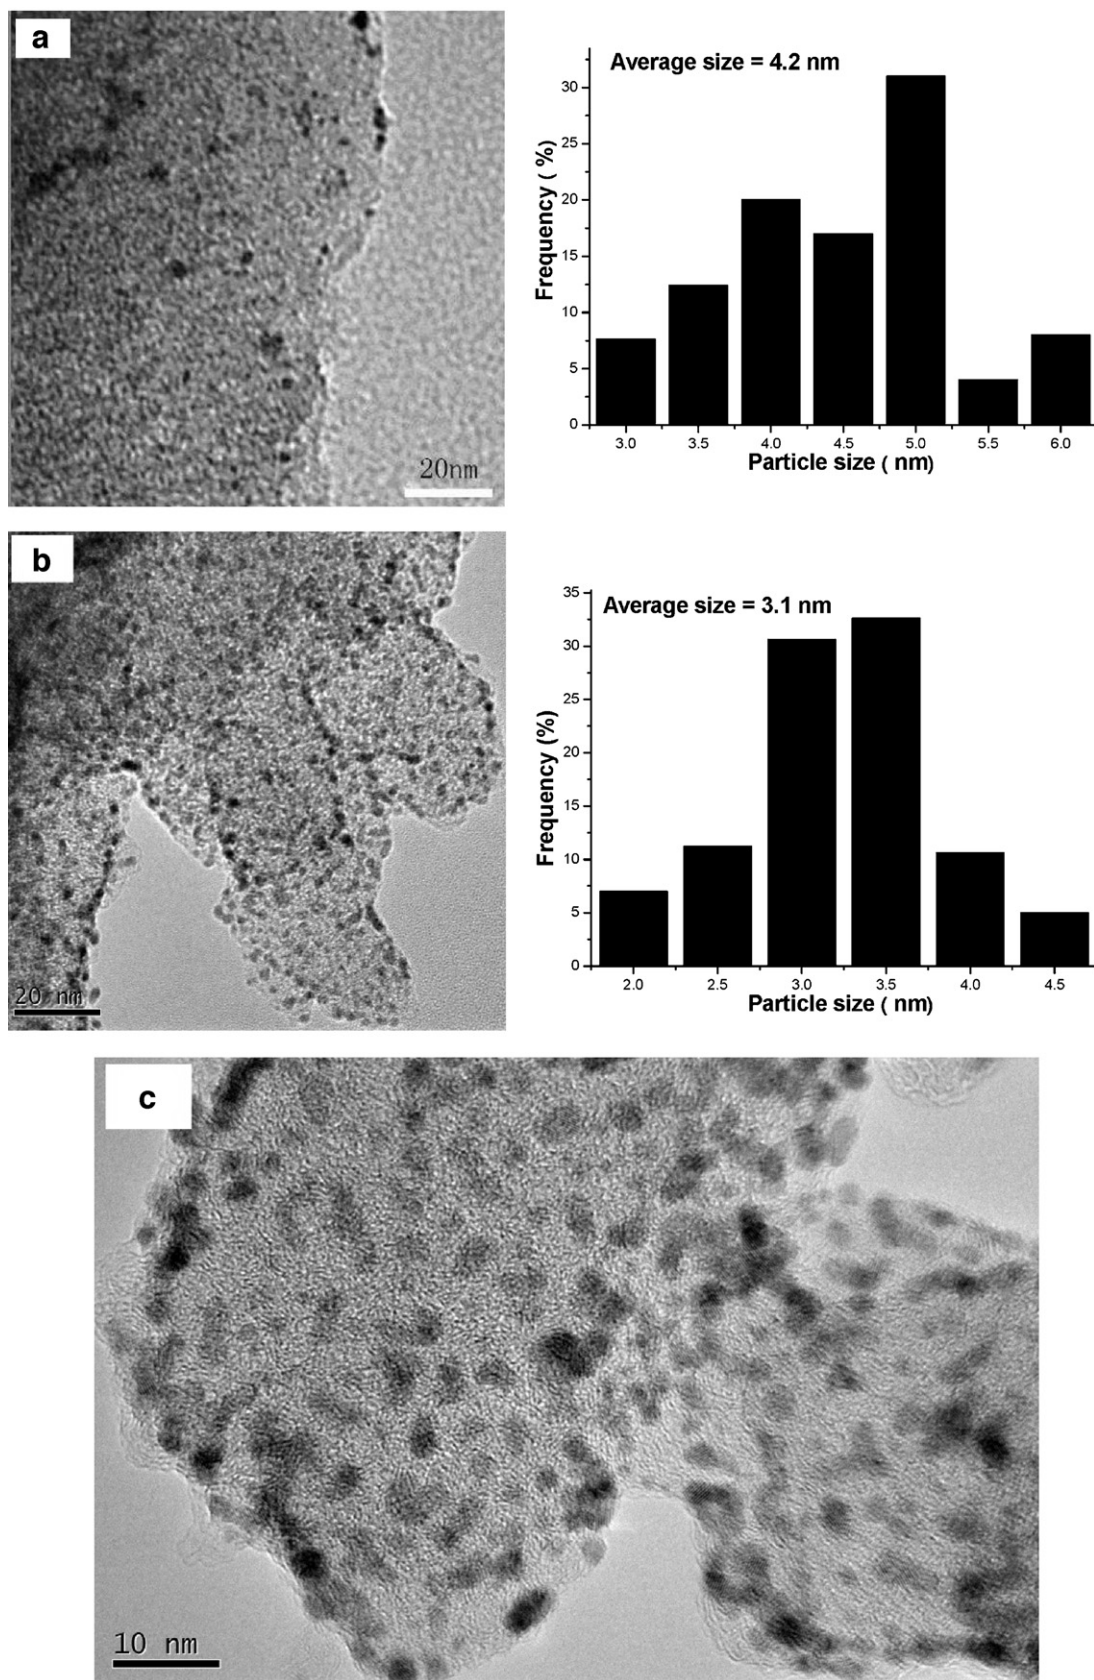 a
Average size = 4.2 nm
30
25
20
15
10
5
0
Frequency ( %)
3.0 3.5 4.0 4.5 5.0 5.5 6.0
Particle size ( nm)
20nm
b
Average size = 3.1 nm
35
30
25
20
15
10
5
0
Frequency (%)
2.0 2.5 3.0 3.5 4.0 4.5
Particle size ( nm)
20 nm
c
10 nm